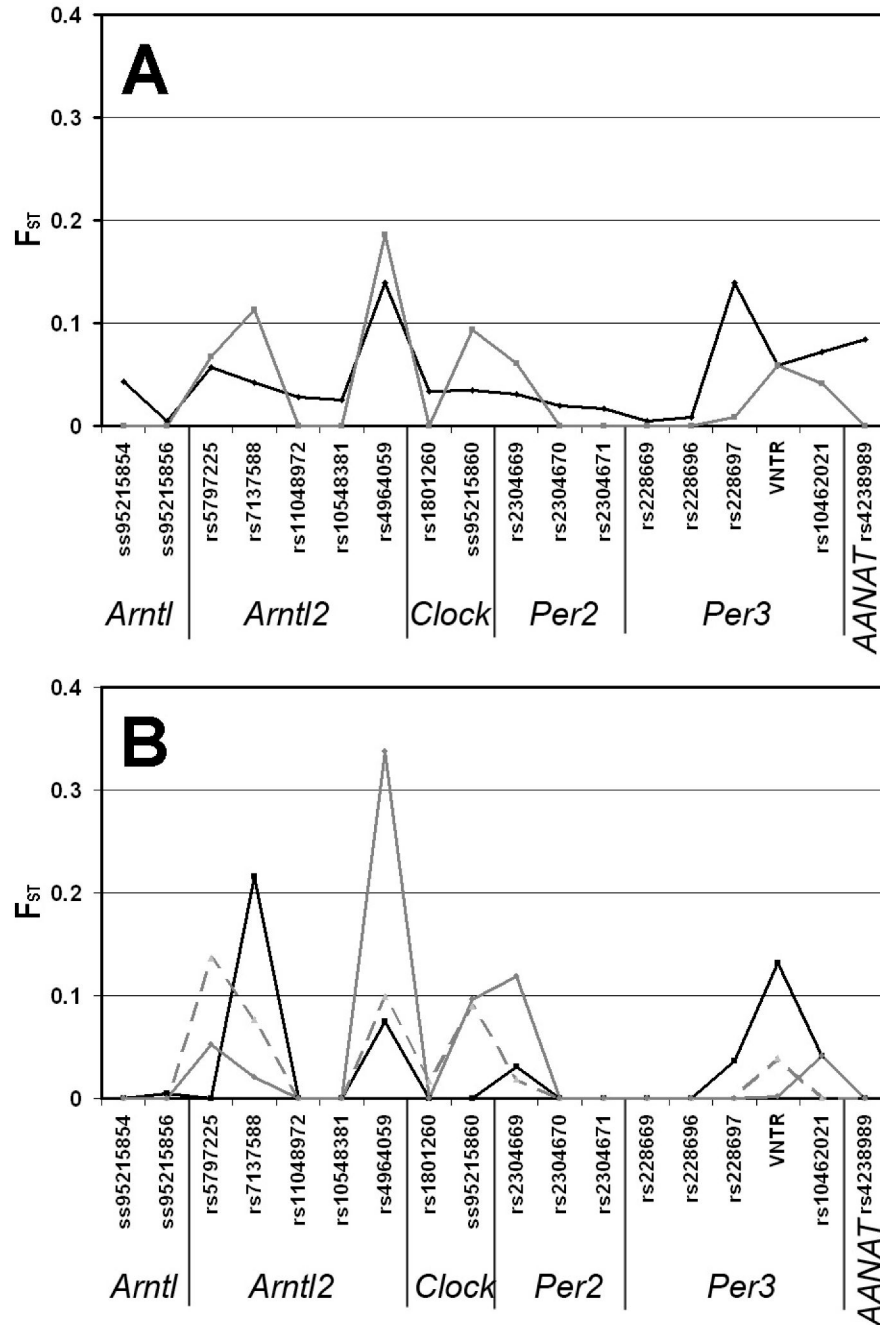 A
0.4
0.3
0.2
0.1
0
FST
ss95215854
ss95215856
rs5797225
rs7137588
rs11048972
rs10548381
rs4964059
rs1801260
ss95215860
rs2304669
rs2304670
rs2304671
rs228669
rs228696
rs228697
VNTR
rs10462021
rs4238989
Arntl
Arntl2
Clock
Per2
Per3
AANAT
B
0.4
0.3
0.2
0.1
0
FST
ss95215854
ss95215856
rs5797225
rs7137588
rs11048972
rs10548381
rs4964059
rs1801260
ss95215860
rs2304669
rs2304670
rs2304671
rs228669
rs228696
rs228697
VNTR
rs10462021
rs4238989
Arntl
Arntl2
Clock
Per2
Per3
AANAT